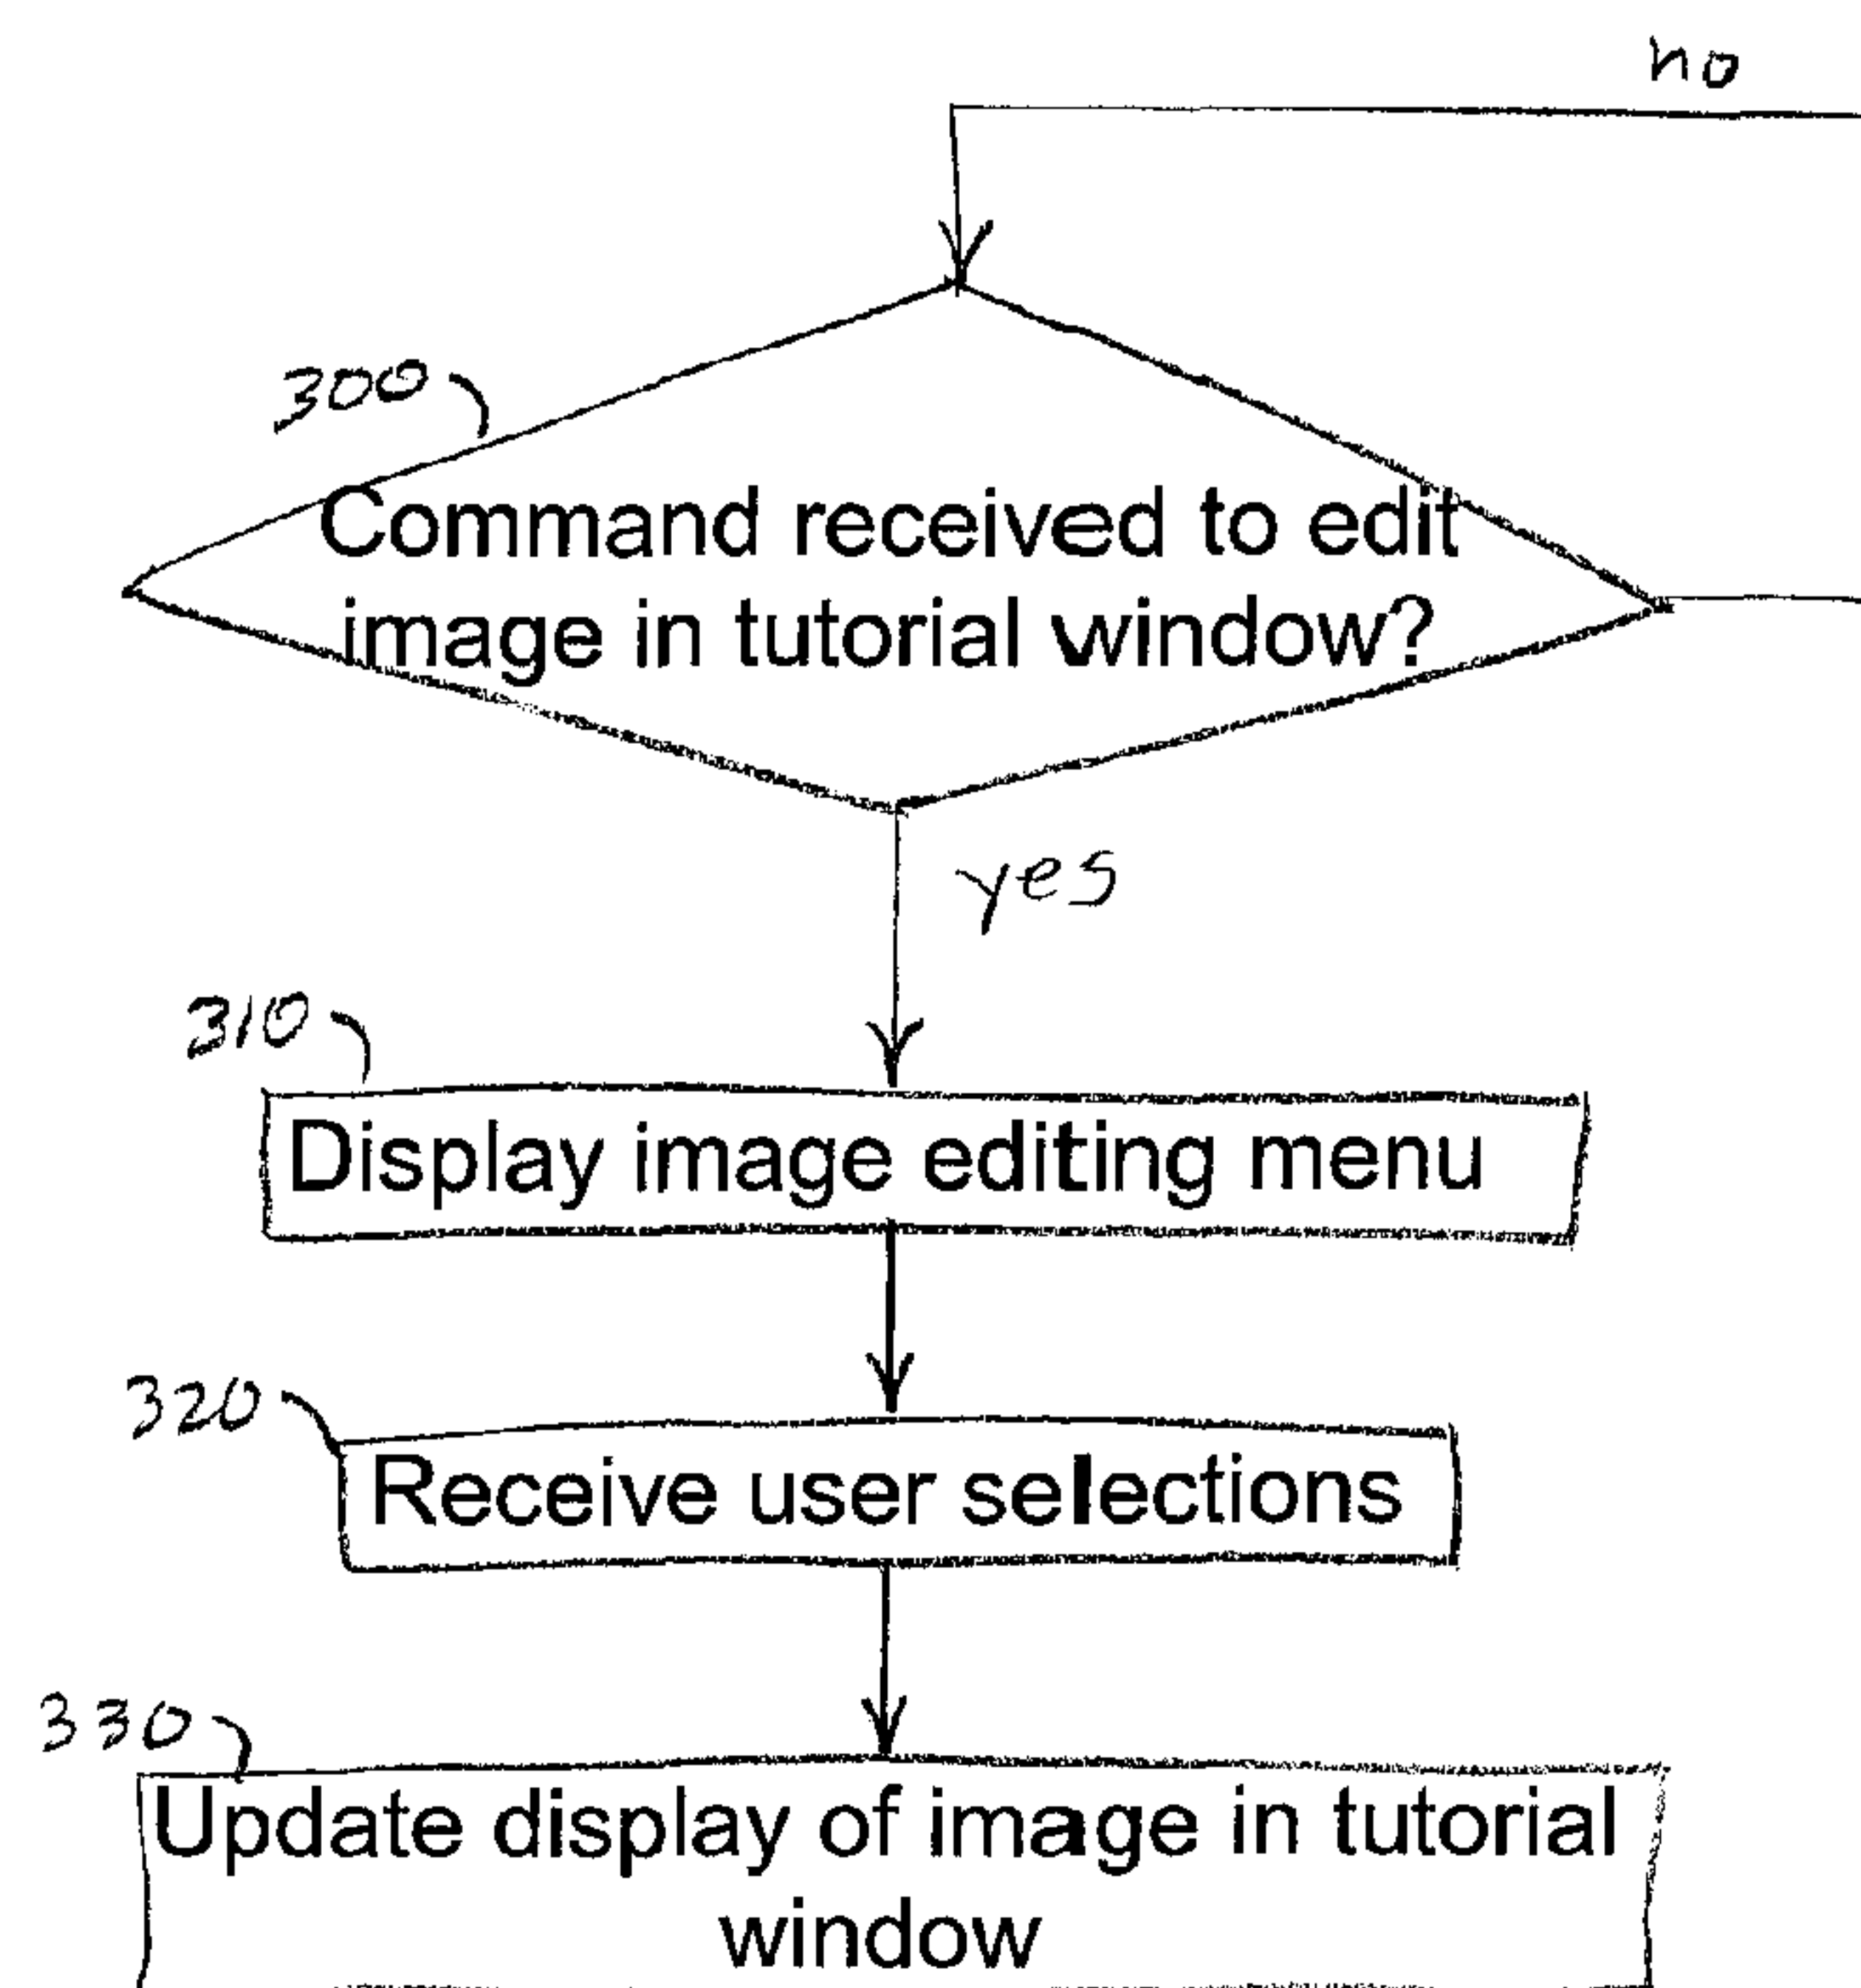 no
300
Command received to edit
image in tutorial window?
yes
310
Display image editing menu
320
Receive user selections
330
Update display of image in tutorial
window